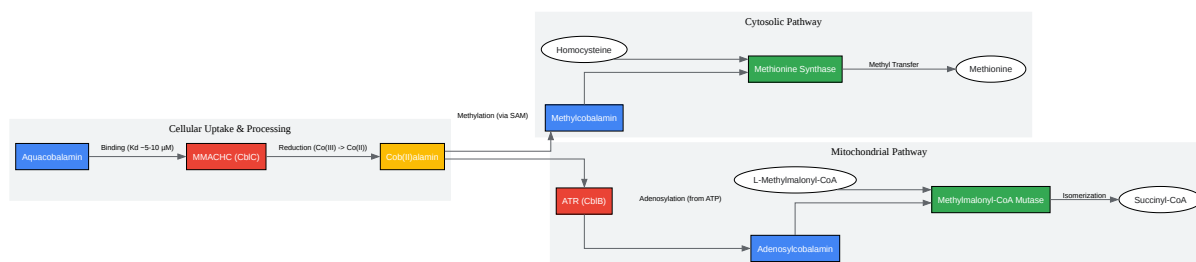 Cytosolic Pathway
Homocysteine
Methionine Synthase
Methyl Transfer
Methionine
Methylation (via SAM)
Methylcobalamin
Cellular Uptake & Processing
Aquacobalamin
Binding (Kd ~5-10 µM)
MMACHC (CblC)
Reduction (Co(III) -> Co(II))
Cob(II)alamin
Mitochondrial Pathway
L-Methylmalonyl-CoA
ATR (CblB)
Adenosylation (from ATP)
Methylmalonyl-CoA Mutase
Isomerization
Succinyl-CoA
Adenosylcobalamin